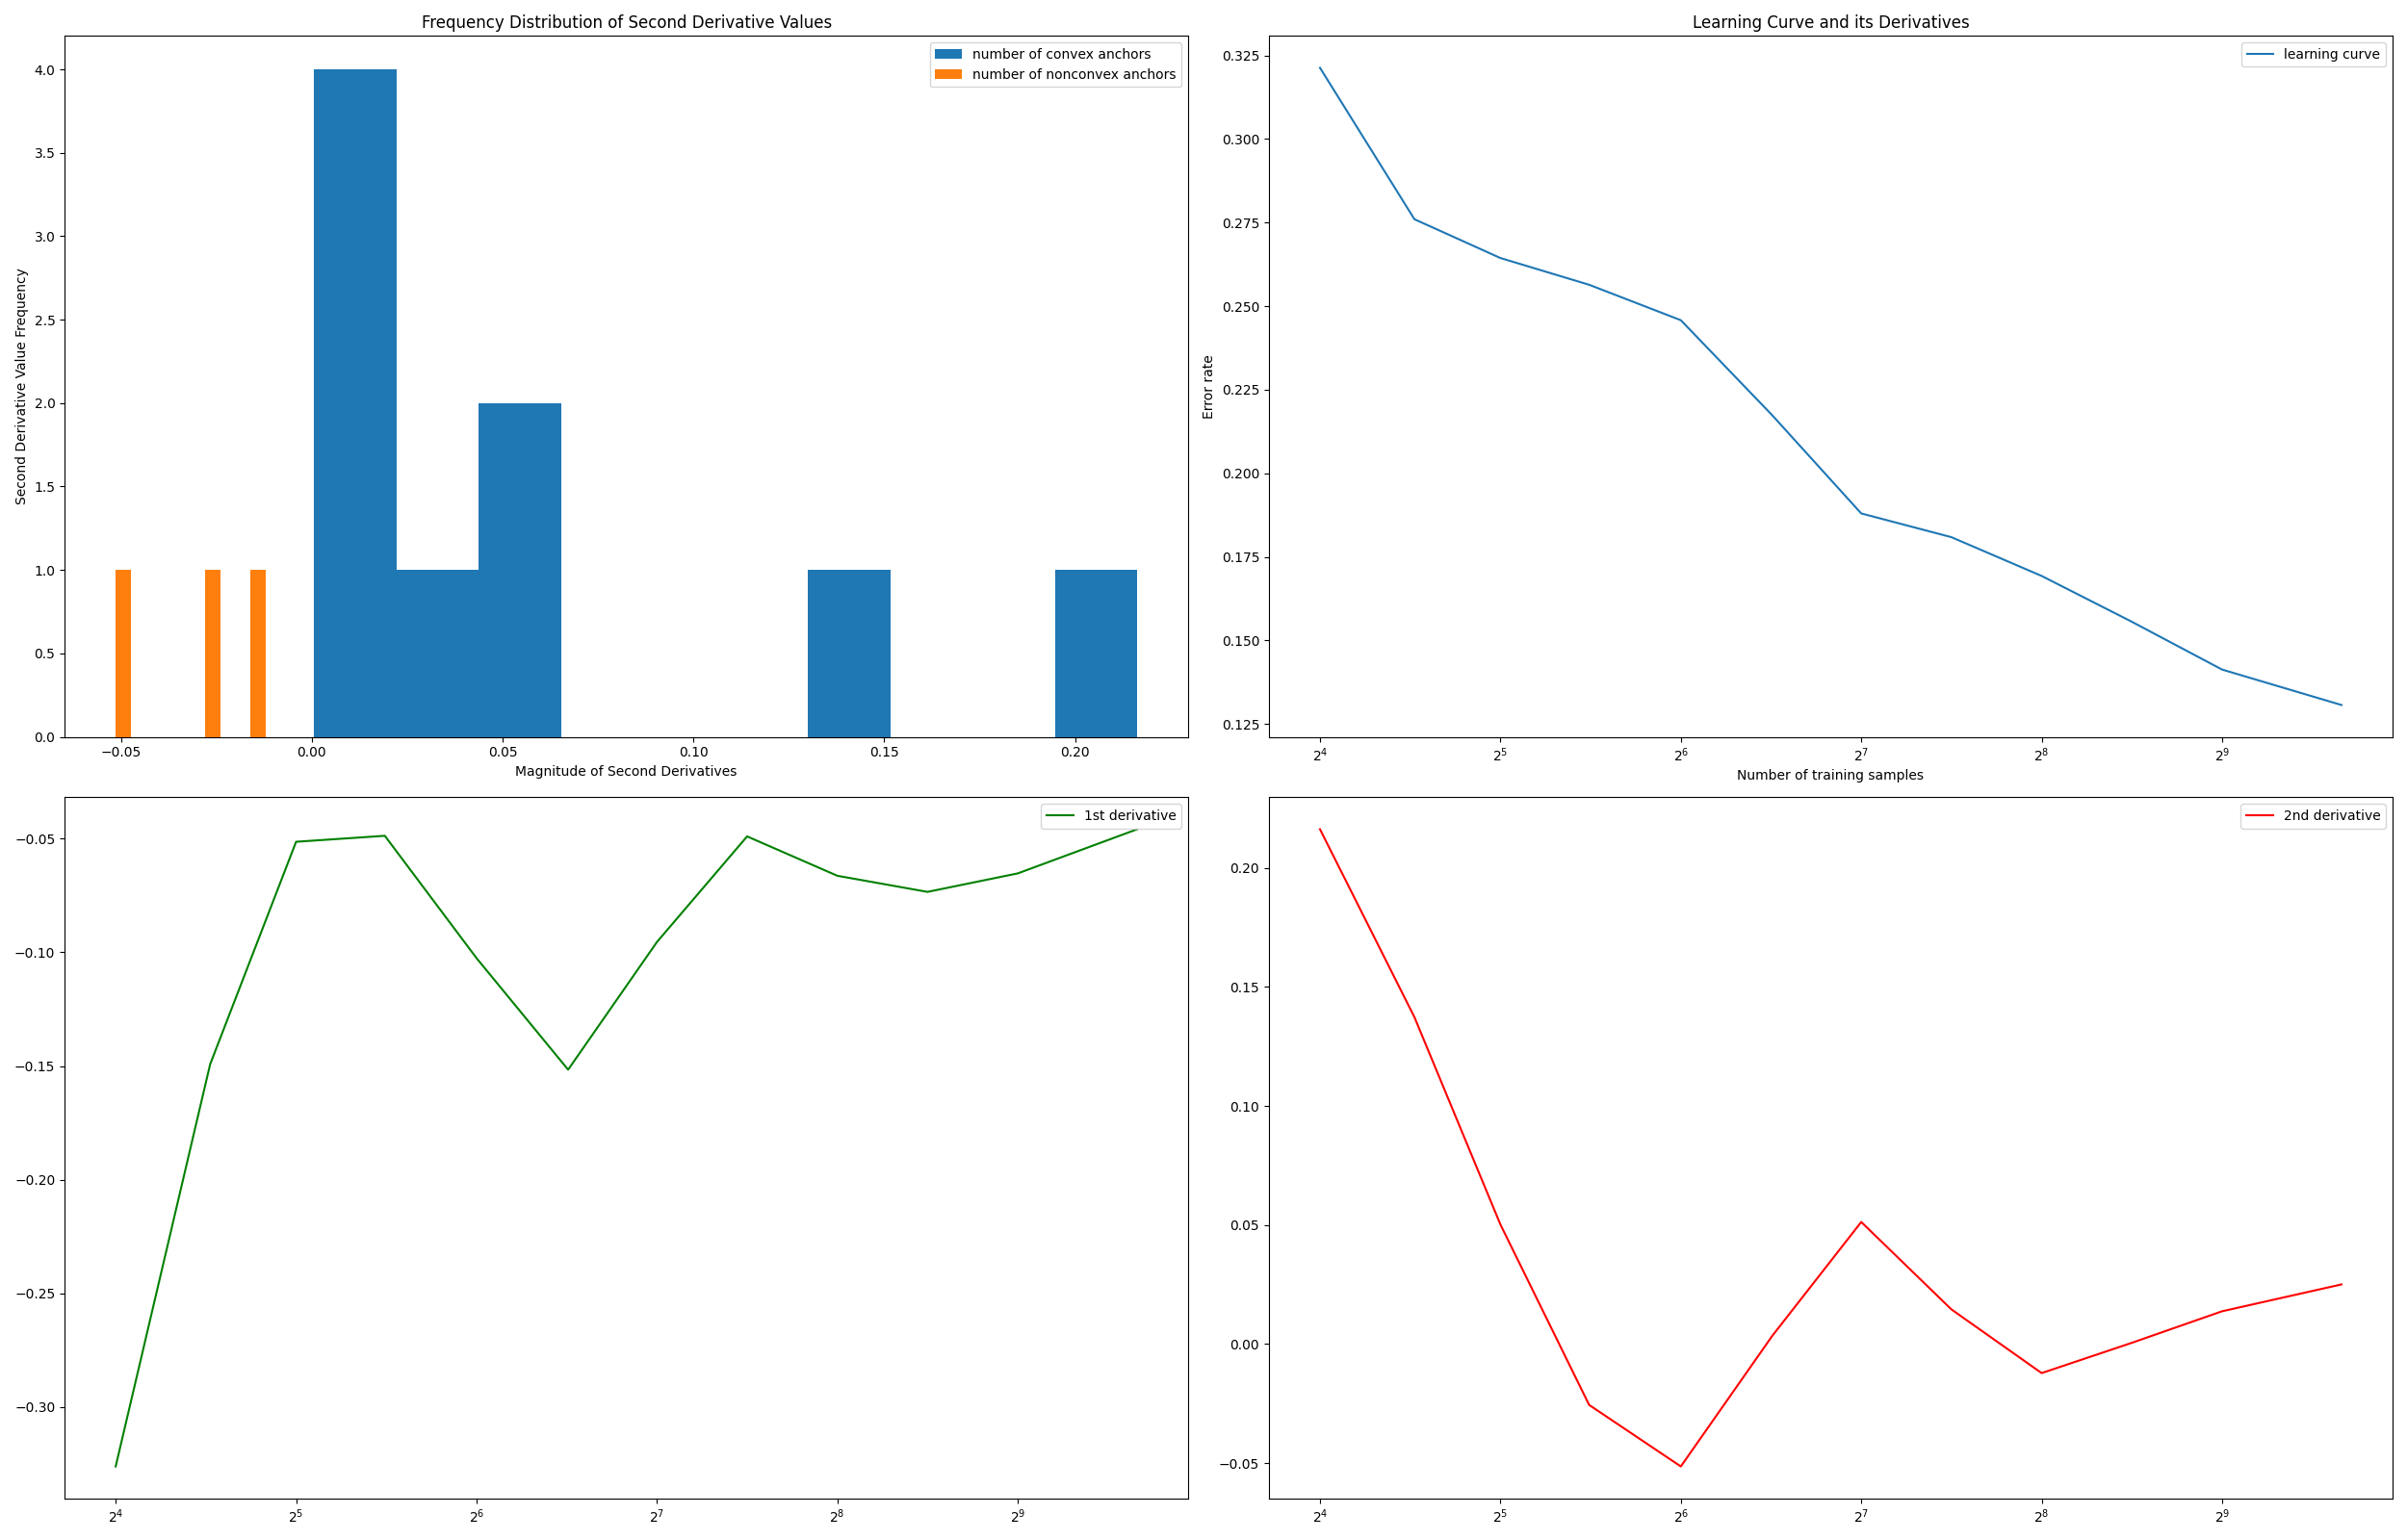 Frequency Distribution of Second Derivative Values
number of convex anchors
number of nonconvex anchors
Second Derivative Value Frequency
4.0
3.5
3.0
2.5
2.0
1.5
1.0
0.5
0.0
−0.05 0.00 0.05 0.10 0.15 0.20
Magnitude of Second Derivatives
Learning Curve and its Derivatives
learning curve
Error rate
0.325
0.300
0.275
0.250
0.225
0.200
0.175
0.150
0.125
2⁴ 2⁵ 2⁶ 2⁷ 2⁸ 2⁹
Number of training samples
1st derivative
−0.05
−0.10
−0.15
−0.20
−0.25
−0.30
2⁴ 2⁵ 2⁶ 2⁷ 2⁸ 2⁹
2nd derivative
0.20
0.15
0.10
0.05
0.00
−0.05
2⁴ 2⁵ 2⁶ 2⁷ 2⁸ 2⁹